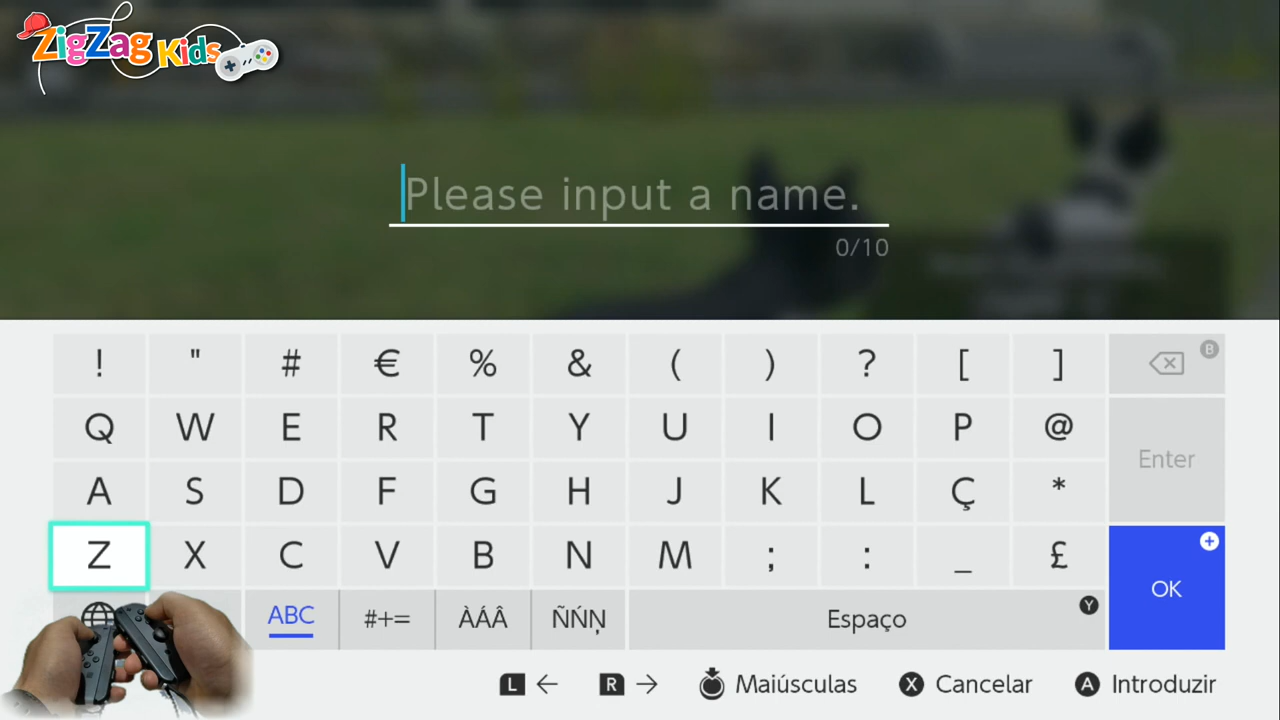 ZigZag Kids
Please input a name.
0/10
! " # € % & ( ) ? [ ] B
Q W E R T Y U I O P @
Enter
A S D F G H J K L Ç *
Z X C V B N M ; : _ £ +
OK
ABC #+= ÀÁÂ ÑŃŅ Espaço Y
L ← R → Maiúsculas X Cancelar A Introduzir